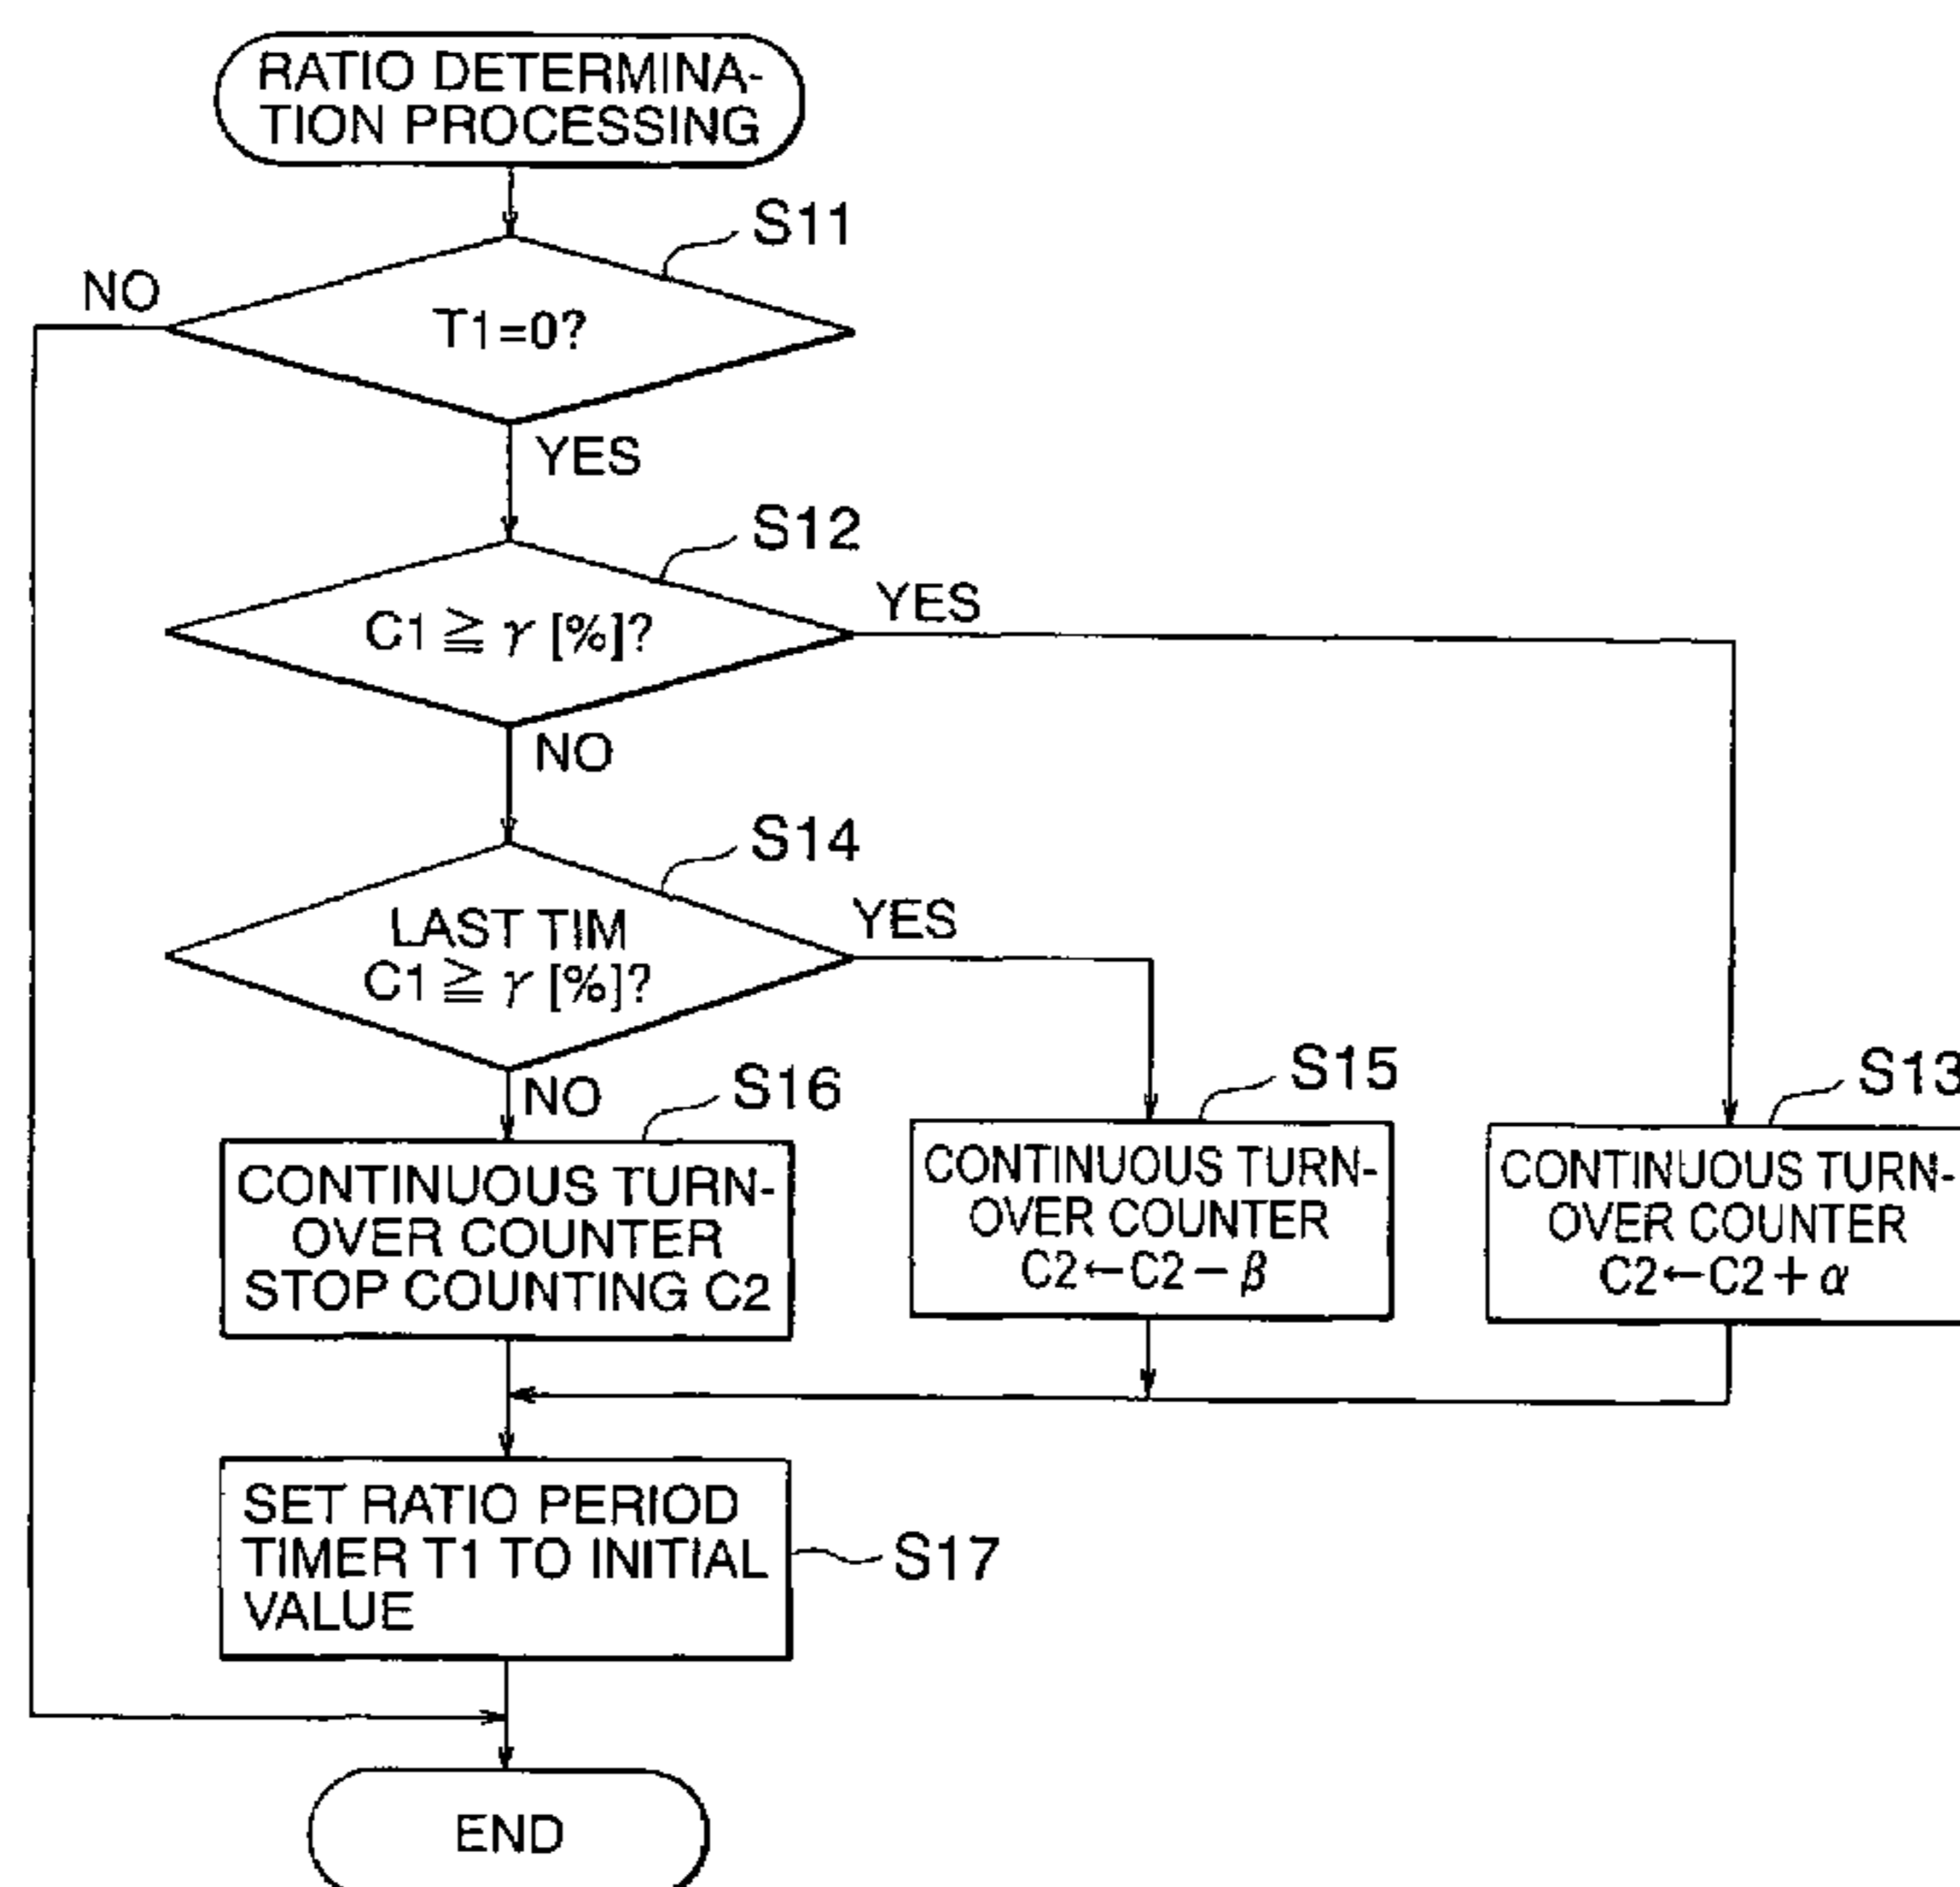 RATIO DETERMINA-
TION PROCESSING
S11
NO
T1=0?
YES
S12
C1 ≧ γ [%]?
YES
NO
S14
LAST TIM
C1 ≧ γ [%]?
YES
NO
S16
S15
S13
CONTINUOUS TURN-
OVER COUNTER
STOP COUNTING C2
CONTINUOUS TURN-
OVER COUNTER
C2←C2－β
CONTINUOUS TURN-
OVER COUNTER
C2←C2+α
SET RATIO PERIOD
TIMER T1 TO INITIAL
VALUE
S17
END